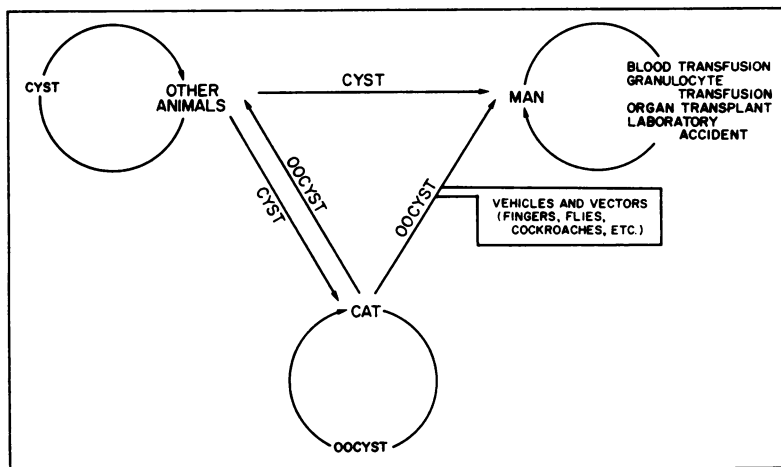 CYST
OTHER
ANIMALS
CYST
MAN
BLOOD TRANSFUSION
GRANULOCYTE
TRANSFUSION
ORGAN TRANSPLANT
LABORATORY
ACCIDENT
CYST
OOCYST
OOCYST
VEHICLES AND VECTORS
(FINGERS, FLIES,
COCKROACHES, ETC.)
CAT
OOCYST